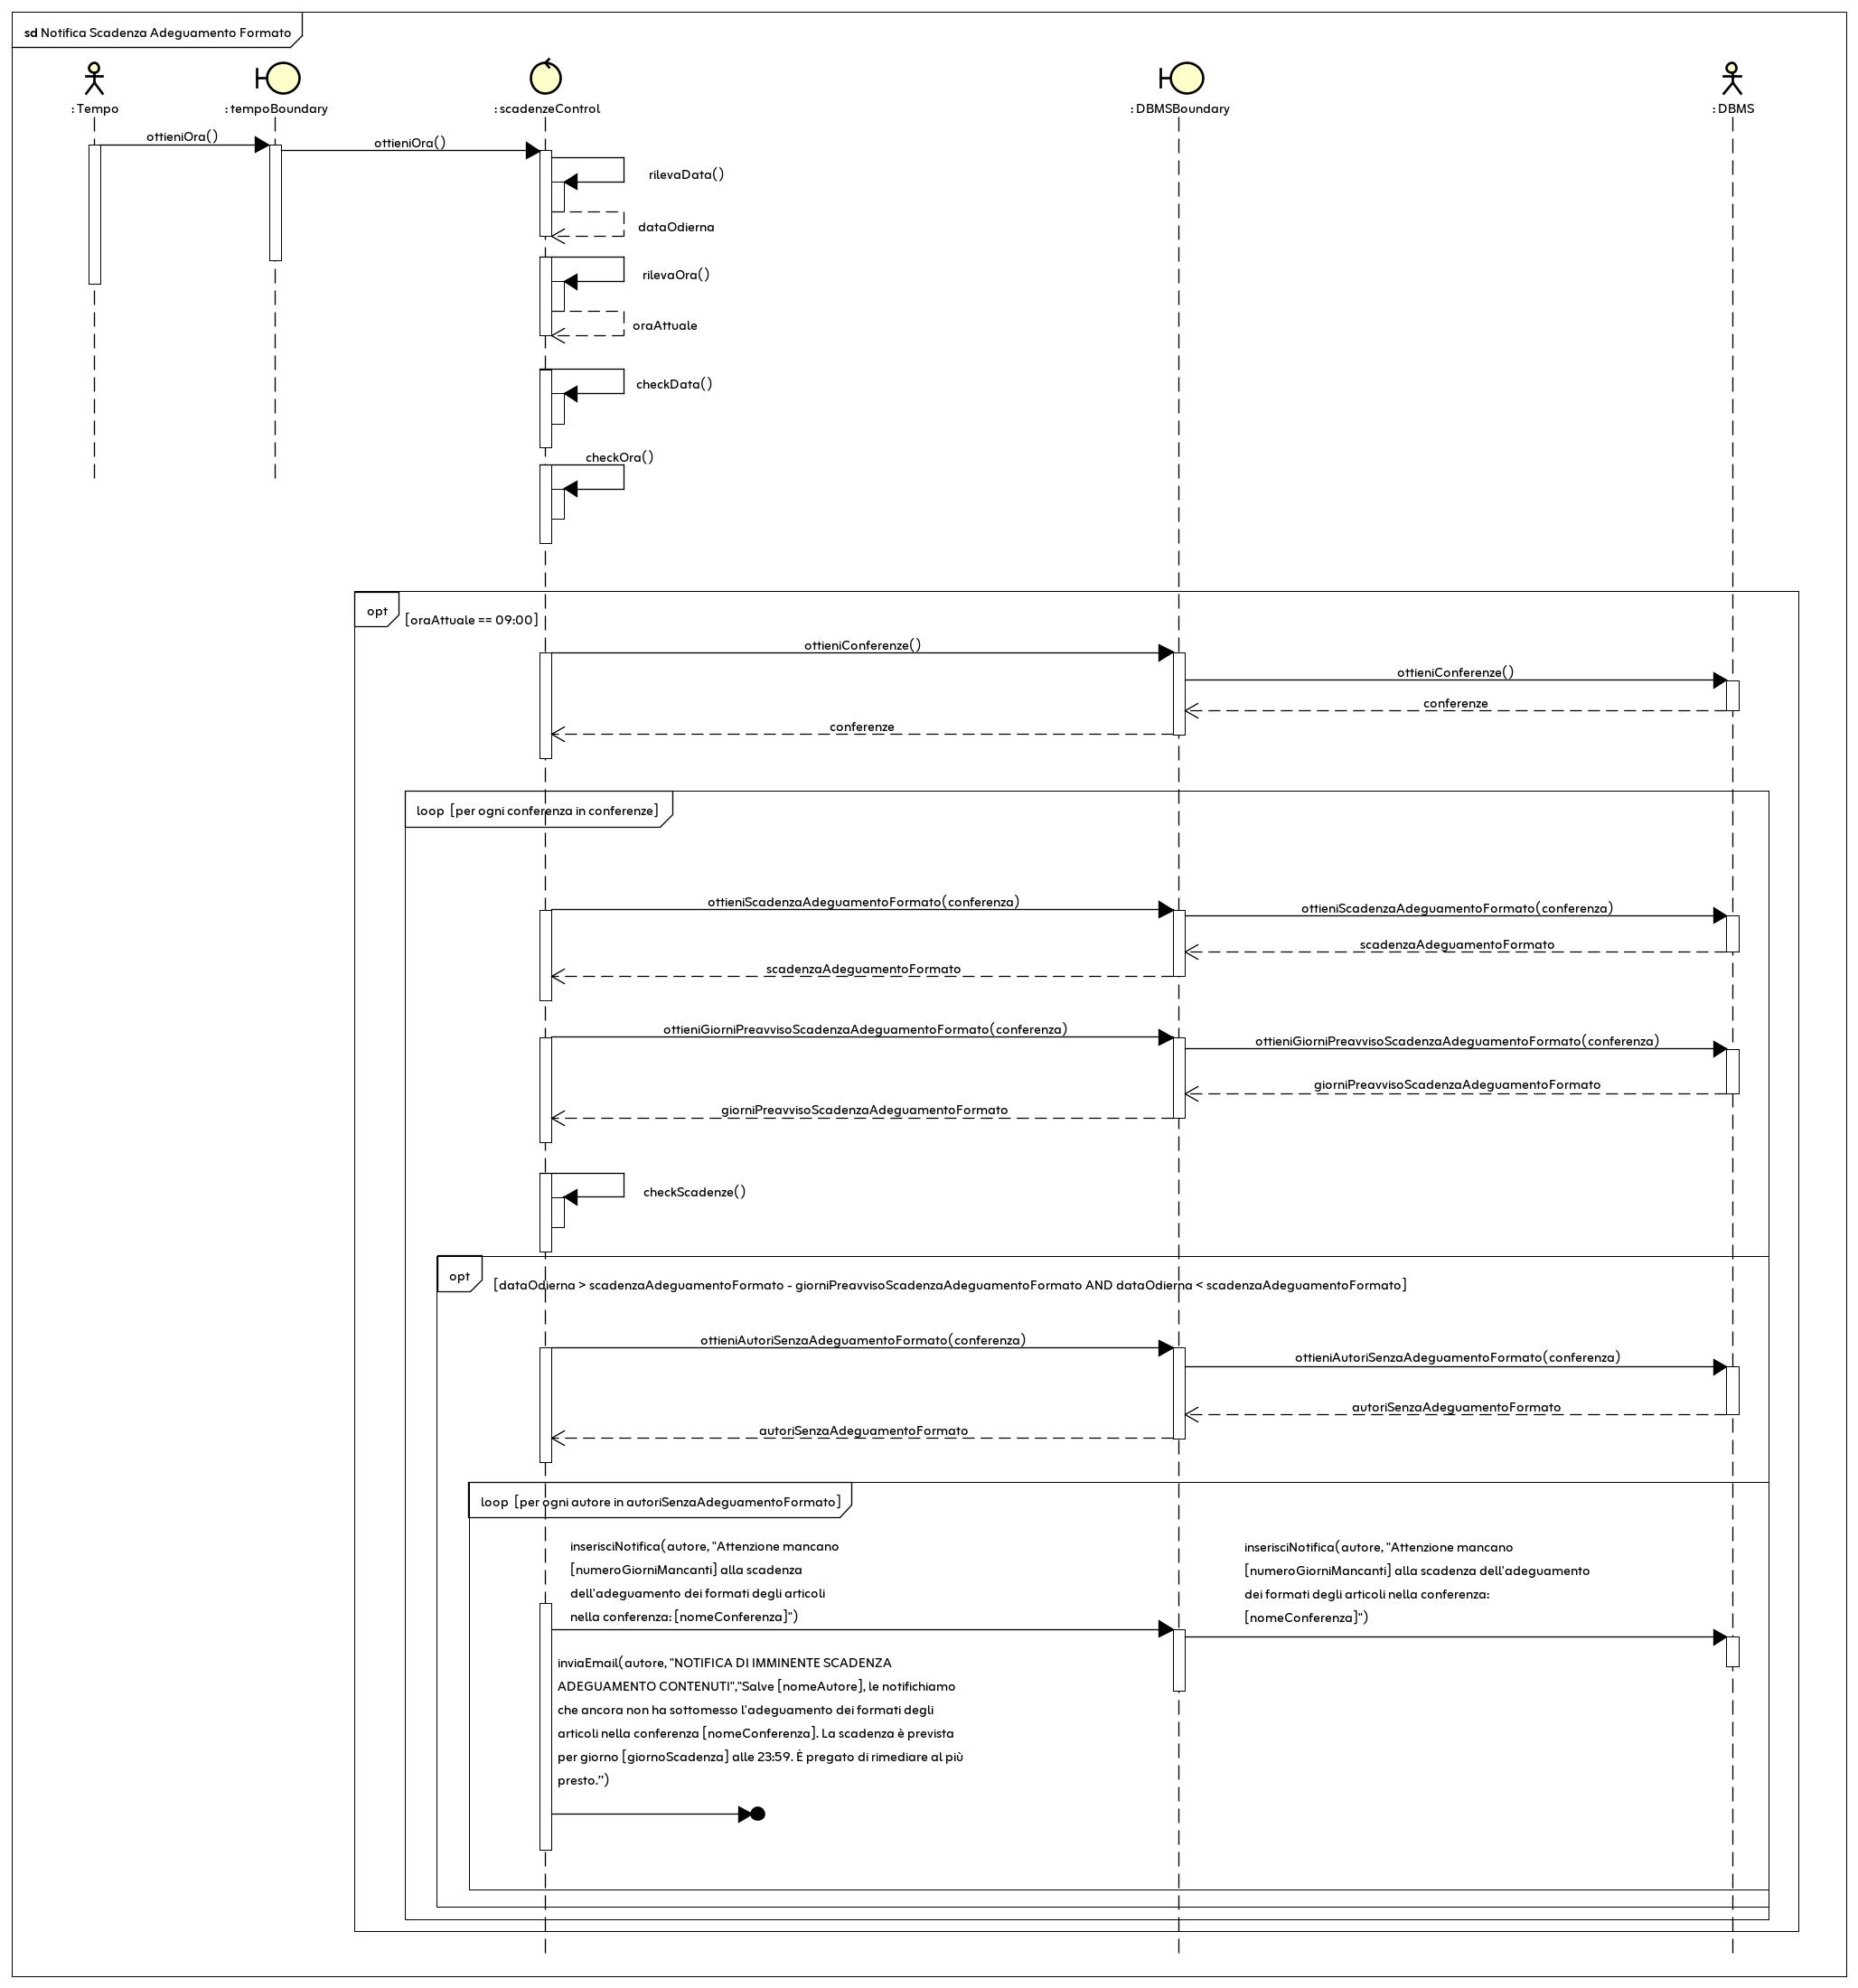 sd Notifica Scadenza Adeguamento Formato
: Tempo
: tempoBoundary
: scadenzeControl
: DBMSBoundary
: DBMS
ottieniOra()
ottieniOra()
rilevaData()
dataOdierna
rilevaOra()
oraAttuale
checkData()
checkOra()
opt
[oraAttuale == 09:00]
ottieniConferenze()
ottieniConferenze()
conferenze
conferenze
loop [per ogni conferenza in conferenze]
ottieniScadenzaAdeguamentoFormato(conferenza)
ottieniScadenzaAdeguamentoFormato(conferenza)
scadenzaAdeguamentoFormato
scadenzaAdeguamentoFormato
ottieniGiorniPreavvisoScadenzaAdeguamentoFormato(conferenza)
ottieniGiorniPreavvisoScadenzaAdeguamentoFormato(conferenza)
giorniPreavvisoScadenzaAdeguamentoFormato
giorniPreavvisoScadenzaAdeguamentoFormato
checkScadenze()
opt
[dataOdierna > scadenzaAdeguamentoFormato - giorniPreavvisoScadenzaAdeguamentoFormato AND dataOdierna < scadenzaAdeguamentoFormato]
ottieniAutoriSenzaAdeguamentoFormato(conferenza)
ottieniAutoriSenzaAdeguamentoFormato(conferenza)
autoriSenzaAdeguamentoFormato
autoriSenzaAdeguamentoFormato
loop [per ogni autore in autoriSenzaAdeguamentoFormato]
inserisciNotifica(autore, "Attenzione mancano
[numeroGiorniMancanti] alla scadenza
dell'adeguamento dei formati degli articoli
nella conferenza: [nomeConferenza]")
inserisciNotifica(autore, "Attenzione mancano
[numeroGiorniMancanti] alla scadenza dell'adeguamento
dei formati degli articoli nella conferenza:
[nomeConferenza]")
inviaEmail(autore, "NOTIFICA DI IMMINENTE SCADENZA
ADEGUAMENTO CONTENUTI","Salve [nomeAutore], le notifichiamo
che ancora non ha sottomesso l'adeguamento dei formati degli
articoli nella conferenza [nomeConferenza]. La scadenza è prevista
per giorno [giornoScadenza] alle 23:59. È pregato di rimediare al più
presto.")